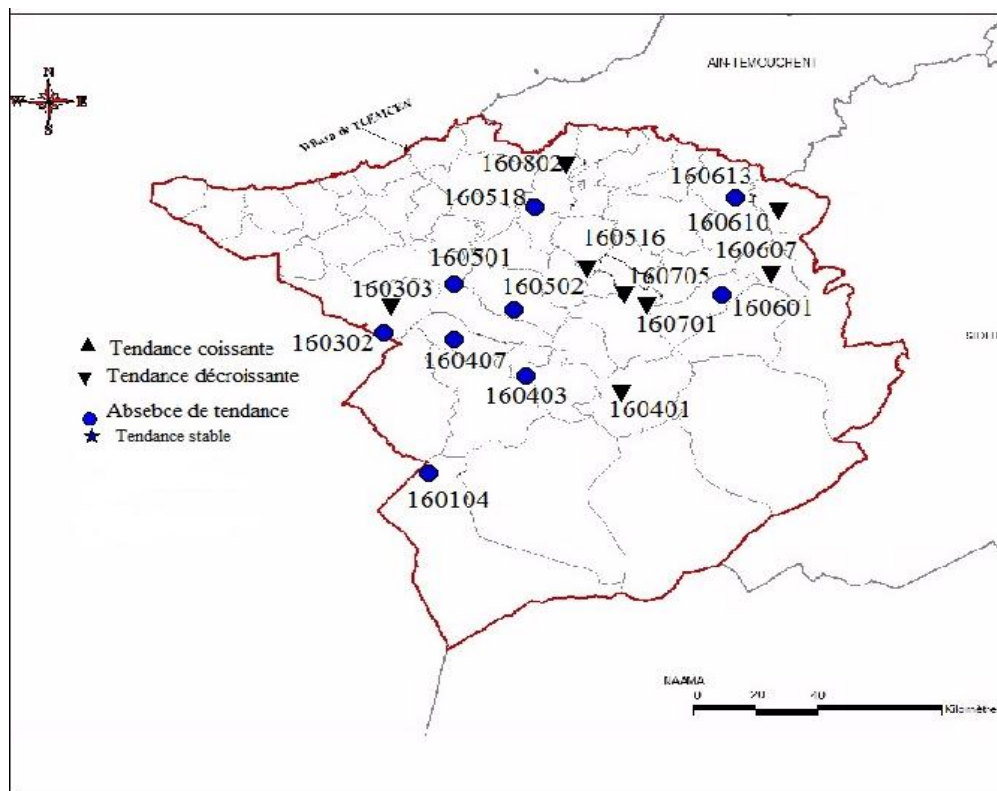 AIN-TEMOUCHENT
N
W E
S
Wilaya de TLEMCEN
160802
160613
160518
160610
160516
160607
160501
160705
160502
160303
160601
160701
160302
160407
160403
160401
160104
SIDI
Tendance coissante
Tendance décroissante
Absebce de tendance
Tendance stable
NAAMA
0 20 40
Kilomètre